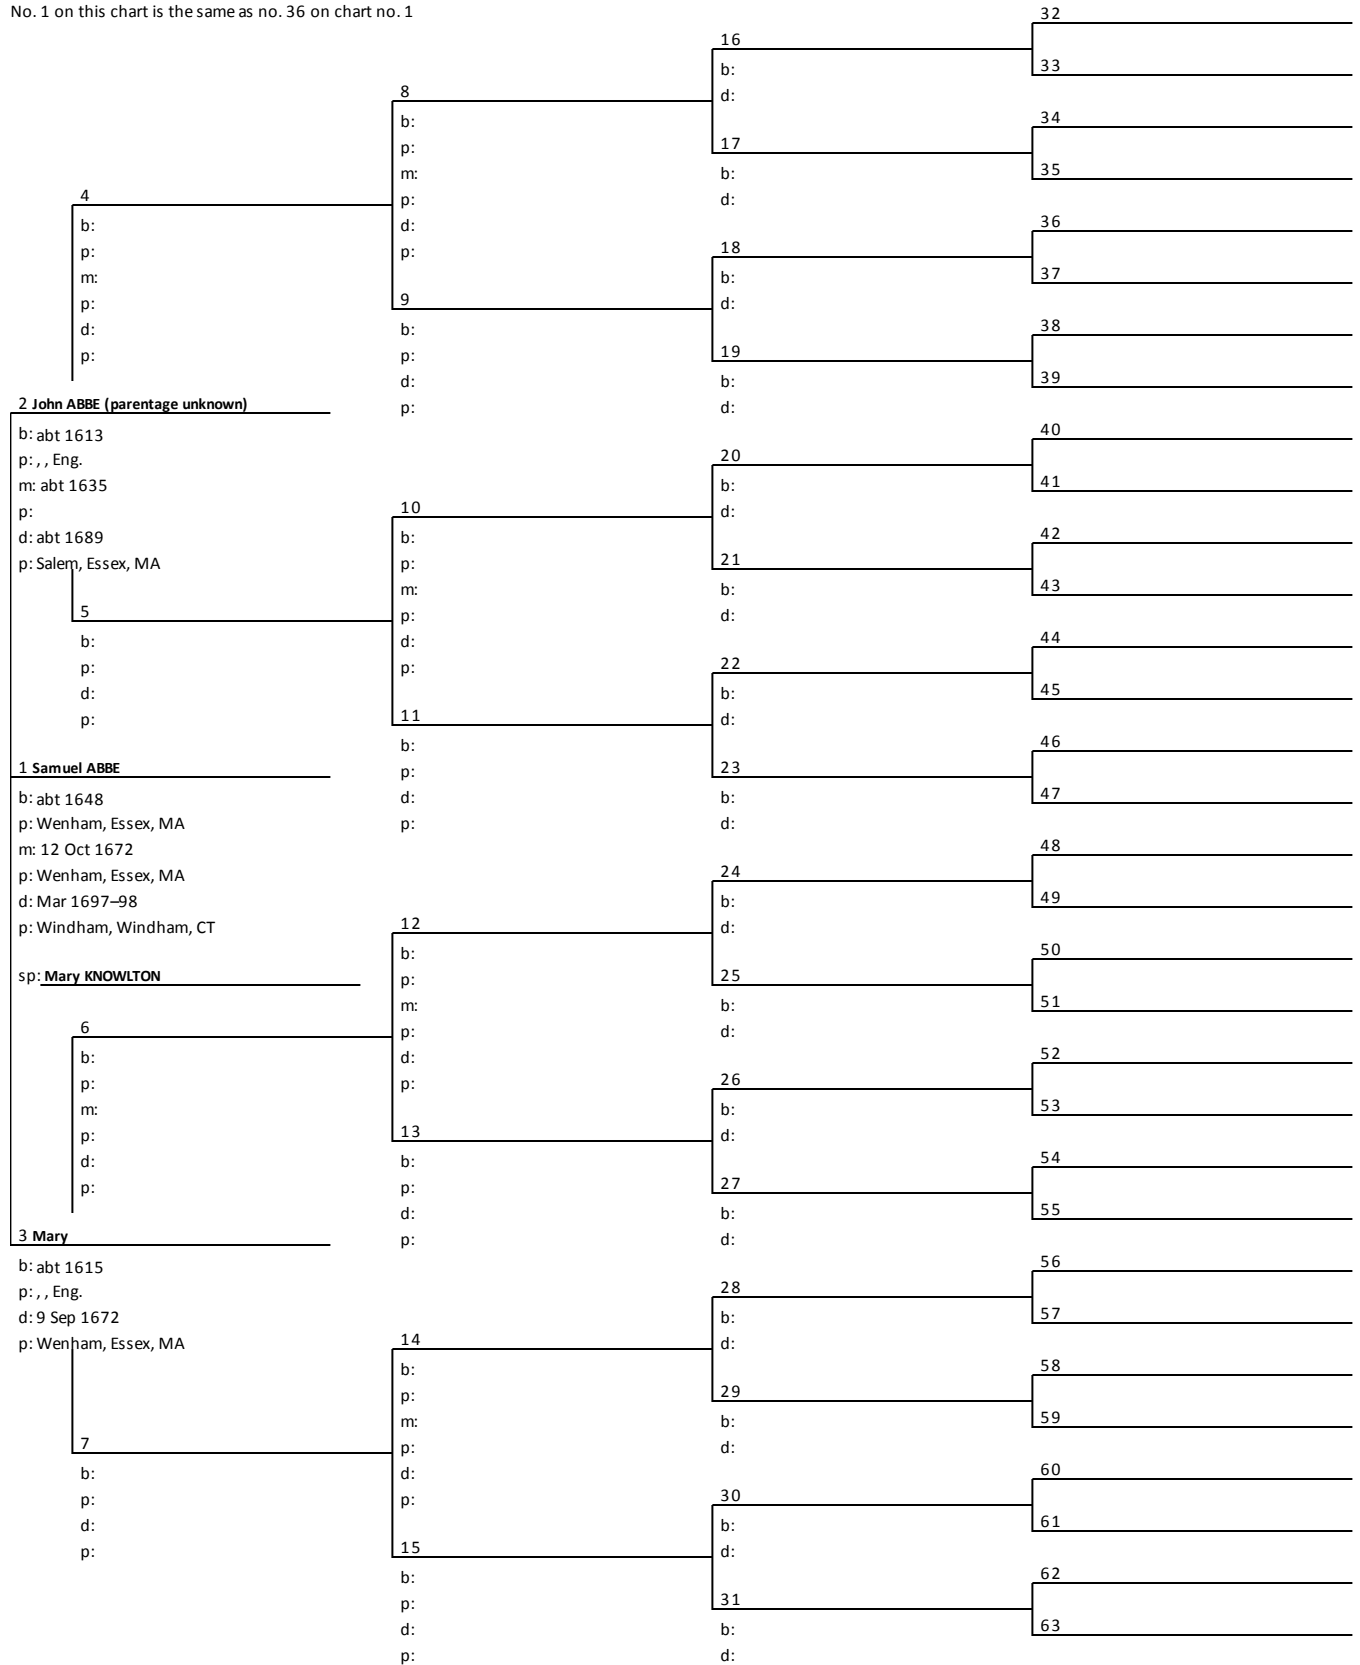 No. 1 on this chart is the same as no. 36 on chart no. 1
4
b:
p:
m:
p:
d:
p:
2 John ABBE (parentage unknown)
b: abt 1613
p: , , Eng.
m: abt 1635
p:
d: abt 1689
p: Salem, Essex, MA
5
b:
p:
d:
p:
1 Samuel ABBE
b: abt 1648
p: Wenham, Essex, MA
m: 12 Oct 1672
p: Wenham, Essex, MA
d: Mar 1697–98
p: Windham, Windham, CT
sp: Mary KNOWLTON
6
b:
p:
m:
p:
d:
p:
3 Mary
b: abt 1615
p: , , Eng.
d: 9 Sep 1672
p: Wenham, Essex, MA
7
b:
p:
d:
p:
8
b:
p:
m:
p:
d:
p:
9
b:
p:
d:
p:
10
b:
p:
m:
p:
d:
p:
11
b:
p:
d:
p:
12
b:
p:
m:
p:
d:
p:
13
b:
p:
d:
p:
14
b:
p:
m:
p:
d:
p:
15
b:
p:
d:
p:
16
b:
d:
17
b:
d:
18
b:
d:
19
b:
d:
20
b:
d:
21
b:
d:
22
b:
d:
23
b:
d:
24
b:
d:
25
b:
d:
26
b:
d:
27
b:
d:
28
b:
d:
29
b:
d:
30
b:
d:
31
b:
d:
32
33
34
35
36
37
38
39
40
41
42
43
44
45
46
47
48
49
50
51
52
53
54
55
56
57
58
59
60
61
62
63